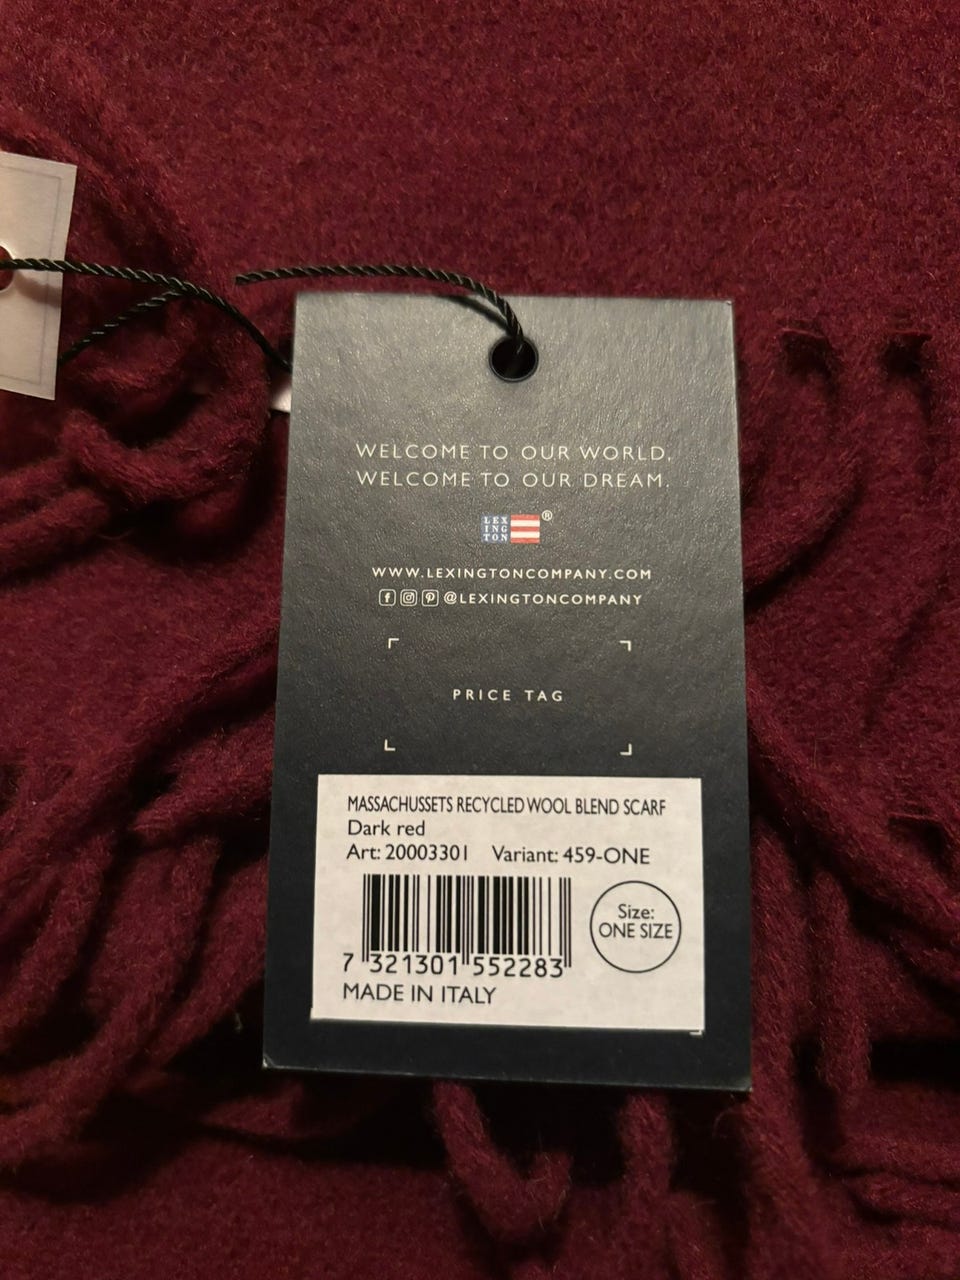 WELCOME TO OUR WORLD,
WELCOME TO OUR DREAM.
LEX
ING
TON
®
WWW.LEXINGTONCOMPANY.COM
@LEXINGTONCOMPANY
PRICE TAG
MASSACHUSSETS RECYCLED WOOL BLEND SCARF
Dark red
Art: 20003301 Variant: 459-ONE
Size:
ONE SIZE
7 321301 552283
MADE IN ITALY